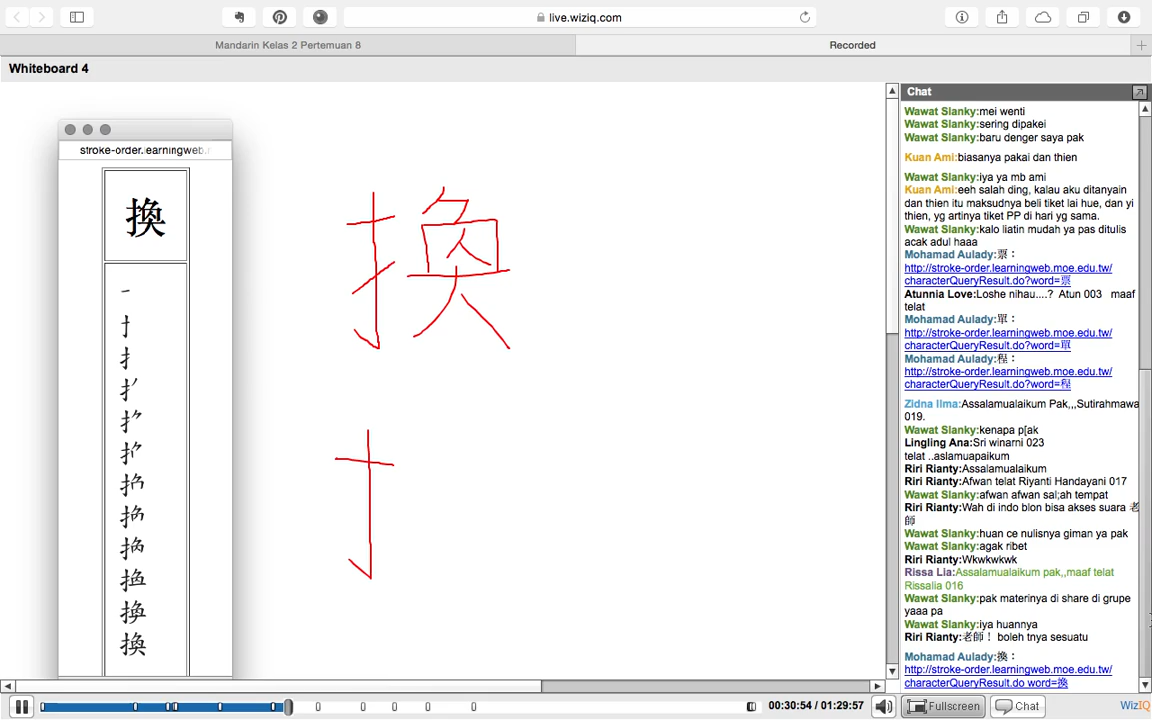 live.wiziq.com
Mandarin Kelas 2 Pertemuan 8
Recorded
Whiteboard 4
stroke-order.learningweb.
換
換
換
Chat
Wawat Slanky:mei wenti
Wawat Slanky:sering dipakei
Wawat Slanky:baru denger saya pak
Kuan Ami:biasanya pakai dan thien
Wawat Slanky:iya ya mb ami
Kuan Ami:eeh salah ding, kalau aku ditanyain
dan thien itu maksudnya beli tiket lai hue, dan yi
thien, yg artinya tiket PP di hari yg sama.
Wawat Slanky:kalo liatin mudah ya pas ditulis
acak adul haaa
Mohamad Aulady:票：
http://stroke-order.learningweb.moe.edu.tw/
characterQueryResult.do?word=票
Atunnia Love:Loshe nihau....? Atun 003 maaf
telat
Mohamad Aulady:單：
http://stroke-order.learningweb.moe.edu.tw/
characterQueryResult.do?word=單
Mohamad Aulady:程：
http://stroke-order.learningweb.moe.edu.tw/
characterQueryResult.do?word=程
Zidna Ilma:Assalamualaikum Pak,,,Sutirahmawa
019.
Wawat Slanky:kenapa p[ak
Lingling Ana:Sri winarni 023
telat ..aslamuapaikum
Riri Rianty:Assalamualaikum
Riri Rianty:Afwan telat Riyanti Handayani 017
Wawat Slanky:afwan afwan sal;ah tempat
Riri Rianty:Wah di indo blon bisa akses suara 老
師
Wawat Slanky:huan ce nulisnya giman ya pak
Wawat Slanky:agak ribet
Riri Rianty:Wkwkwkwk
Rissa Lia:Assalamualaikum pak,,maaf telat
Rissalia 016
Wawat Slanky:pak materinya di share di grupe
yaaa pa
Wawat Slanky:iya huannya
Riri Rianty:老師！ boleh tnya sesuatu
Mohamad Aulady:換：
http://stroke-order.learningweb.moe.edu.tw/
characterQueryResult.do word=換
00:30:54 / 01:29:57
Fullscreen
Chat
WizIQ